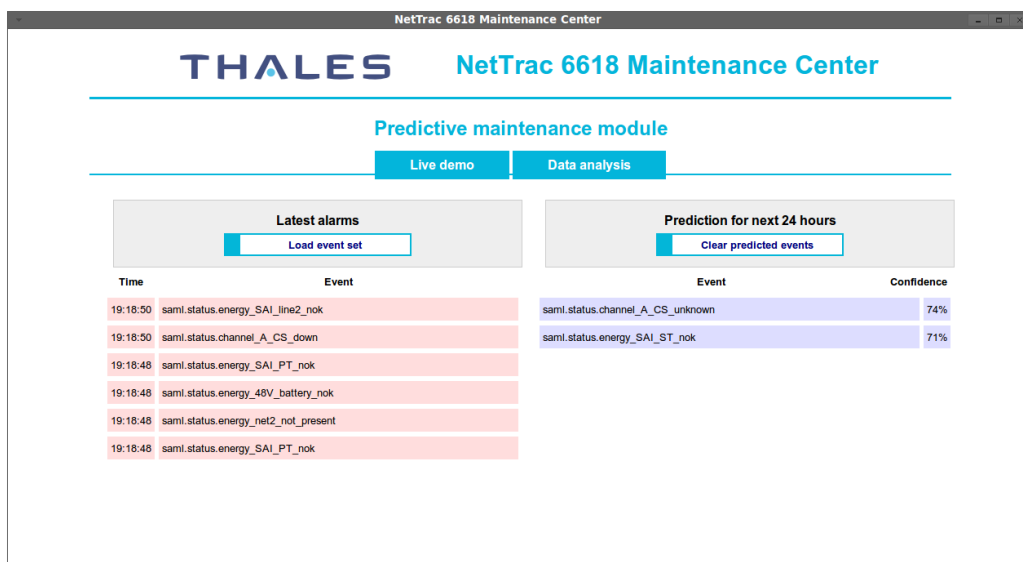 NetTrac 6618 Maintenance Center
THALES NetTrac 6618 Maintenance Center
Predictive maintenance module
Live demo Data analysis
Latest alarms
Load event set
Time Event
19:18:50 saml.status.energy_SAI_line2_nok
19:18:50 saml.status.channel_A_CS_down
19:18:48 saml.status.energy_SAI_PT_nok
19:18:48 saml.status.energy_48V_battery_nok
19:18:48 saml.status.energy_net2_not_present
19:18:48 saml.status.energy_SAI_PT_nok
Prediction for next 24 hours
Clear predicted events
Event Confidence
saml.status.channel_A_CS_unknown 74%
saml.status.energy_SAI_ST_nok 71%